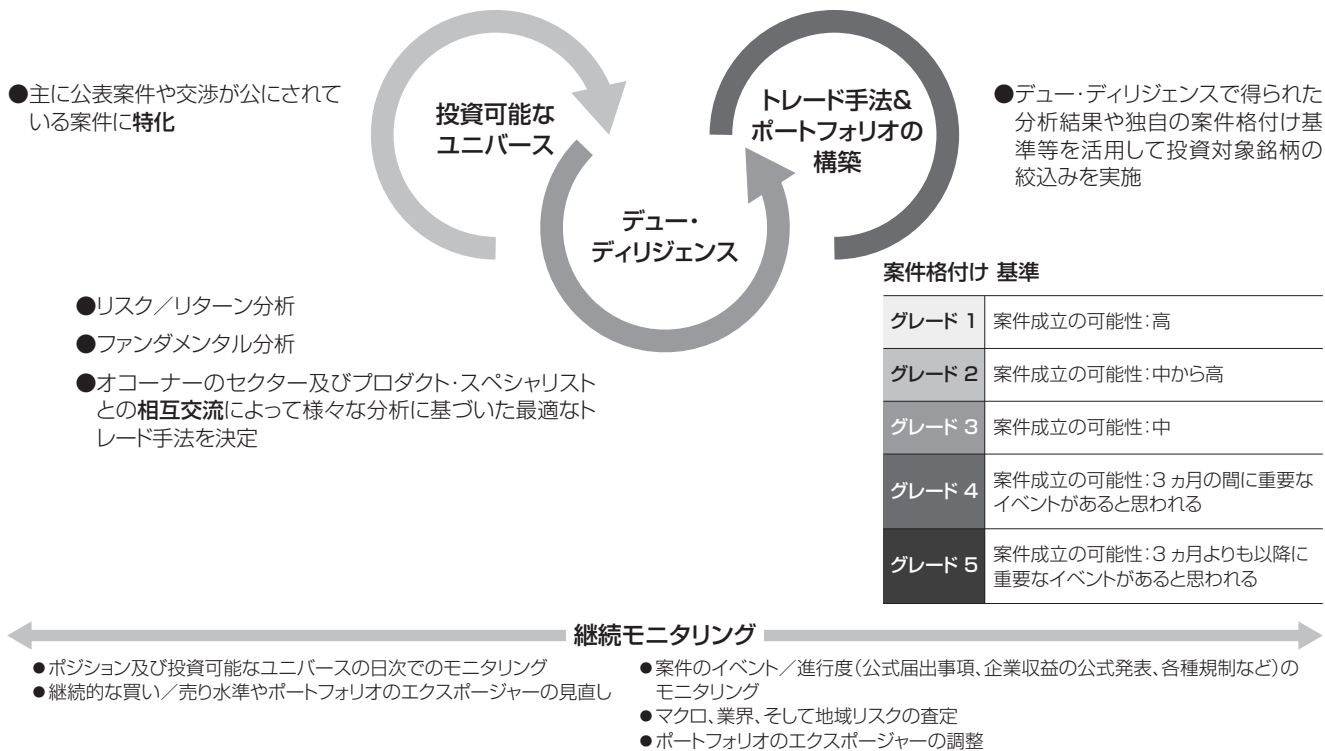 ●主に公表案件や交渉が公にされて
いる案件に特化
投資可能な
ユニバース
トレード手法&
ポートフォリオの
構築
●デュー・ディリジェンスで得られた
分析結果や独自の案件格付け基
準等を活用して投資対象銘柄の
絞込みを実施
デュー・
ディリジェンス
●リスク／リターン分析
●ファンダメンタル分析
●オコーナーのセクター及びプロダクト・スペシャリスト
との相互交流によって様々な分析に基づいた最適なト
レード手法を決定
案件格付け 基準
グレード 1 案件成立の可能性：高
グレード 2 案件成立の可能性：中から高
グレード 3 案件成立の可能性：中
グレード 4 案件成立の可能性：3ヵ月の間に重要な
イベントがあると思われる
グレード 5 案件成立の可能性：3ヵ月よりも以降に
重要なイベントがあると思われる
継続モニタリング
●ポジション及び投資可能なユニバースの日次でのモニタリング
●継続的な買い／売り水準やポートフォリオのエクスポージャーの見直し
●案件のイベント／進行度（公式届出事項、企業収益の公式発表、各種規制など）の
モニタリング
●マクロ、業界、そして地域リスクの査定
●ポートフォリオのエクスポージャーの調整